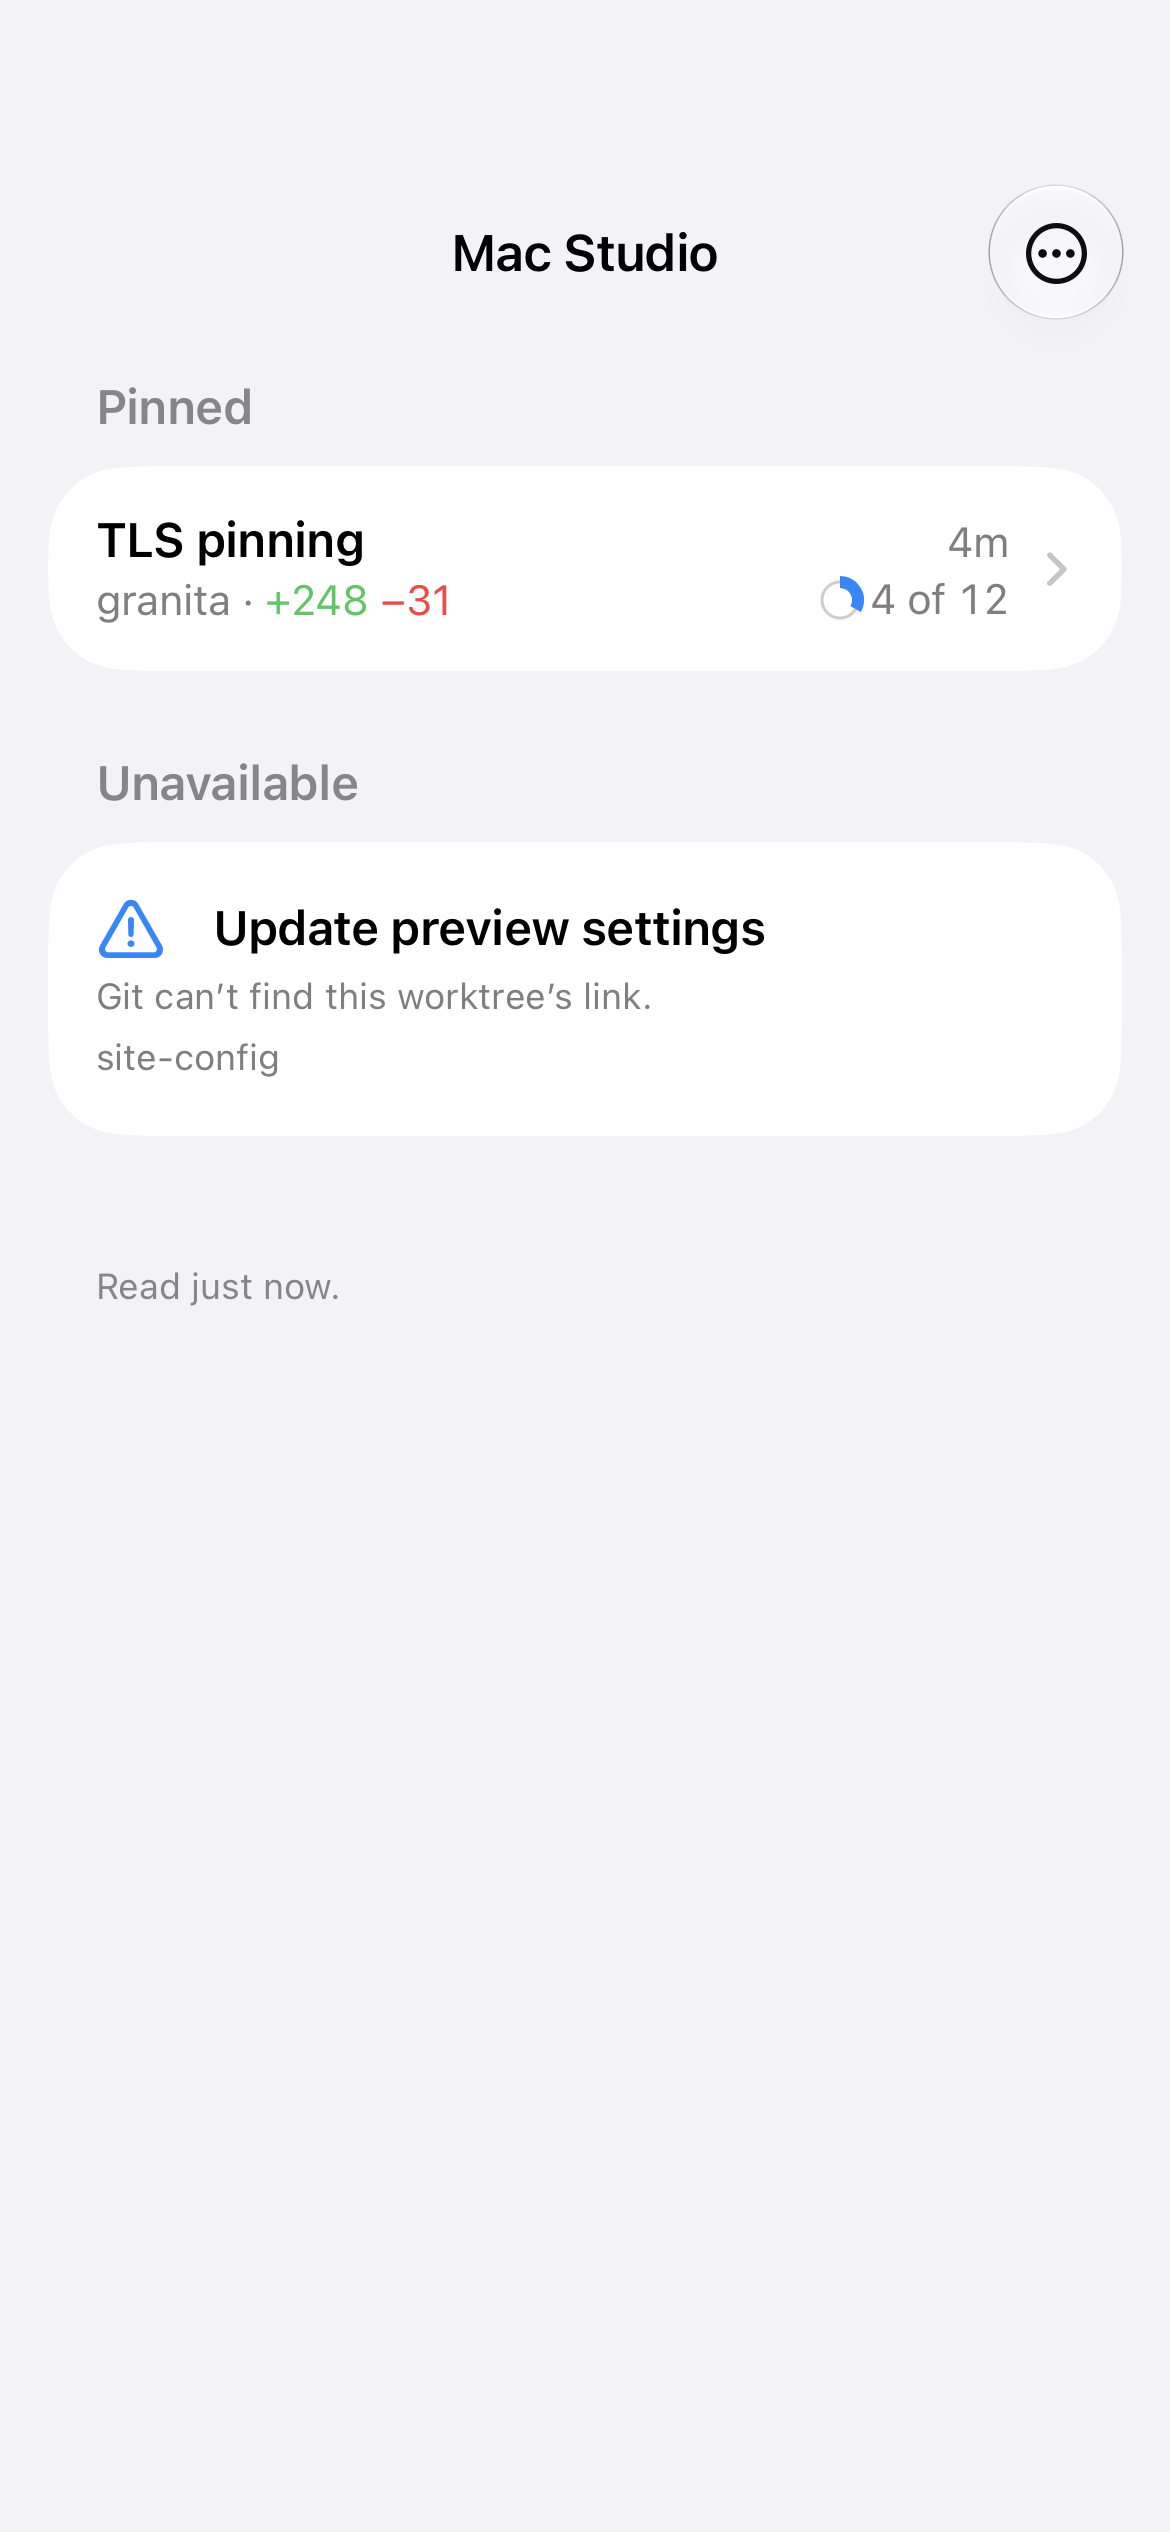 Mac Studio
Pinned
TLS pinning
4m
granita · +248 −31
4 of 12
Unavailable
Update preview settings
Git can’t find this worktree’s link.
site-config
Read just now.